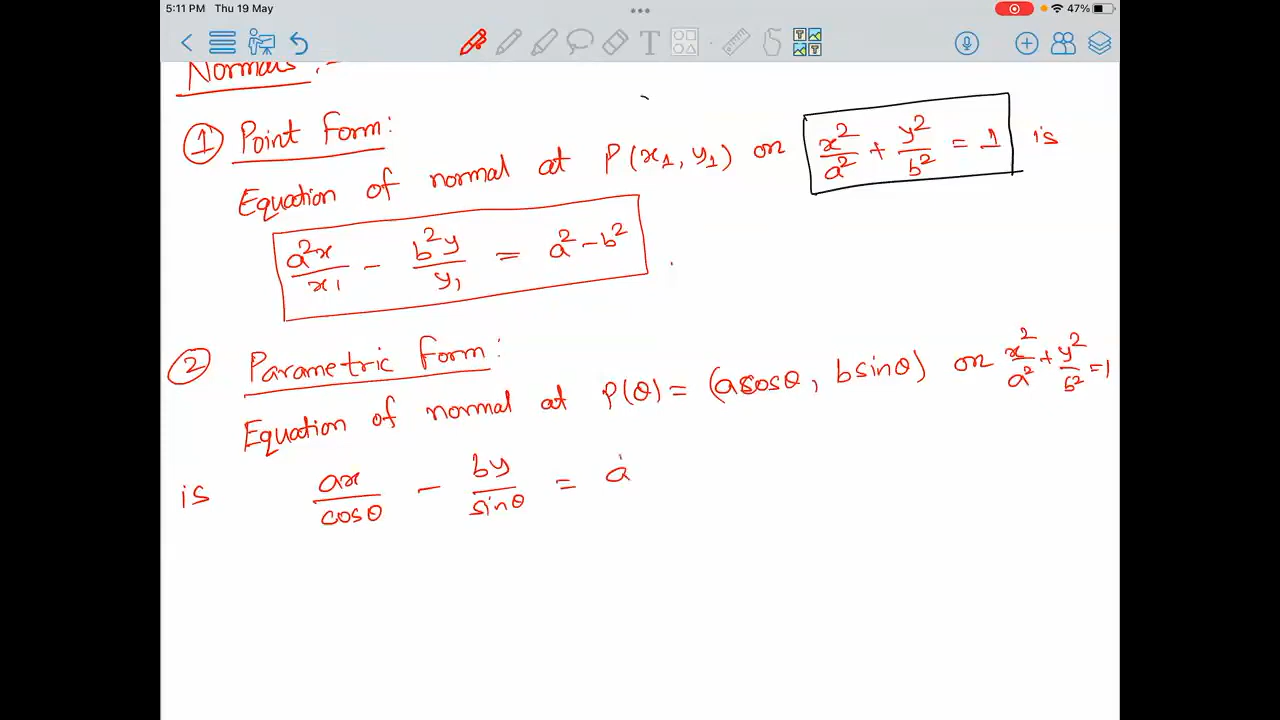 5:11 PM Thu 19 May
47%
Normals :-
① Point Form:
Equation of normal at P(x₁, y₁) on x²/a² + y²/b² = 1 is
a²x/x₁ - b²y/y₁ = a² - b²
② Parametric Form:
Equation of normal at P(θ) = (acosθ, bsinθ) on x²/a² + y²/b² = 1
is ax/cosθ - by/sinθ = a